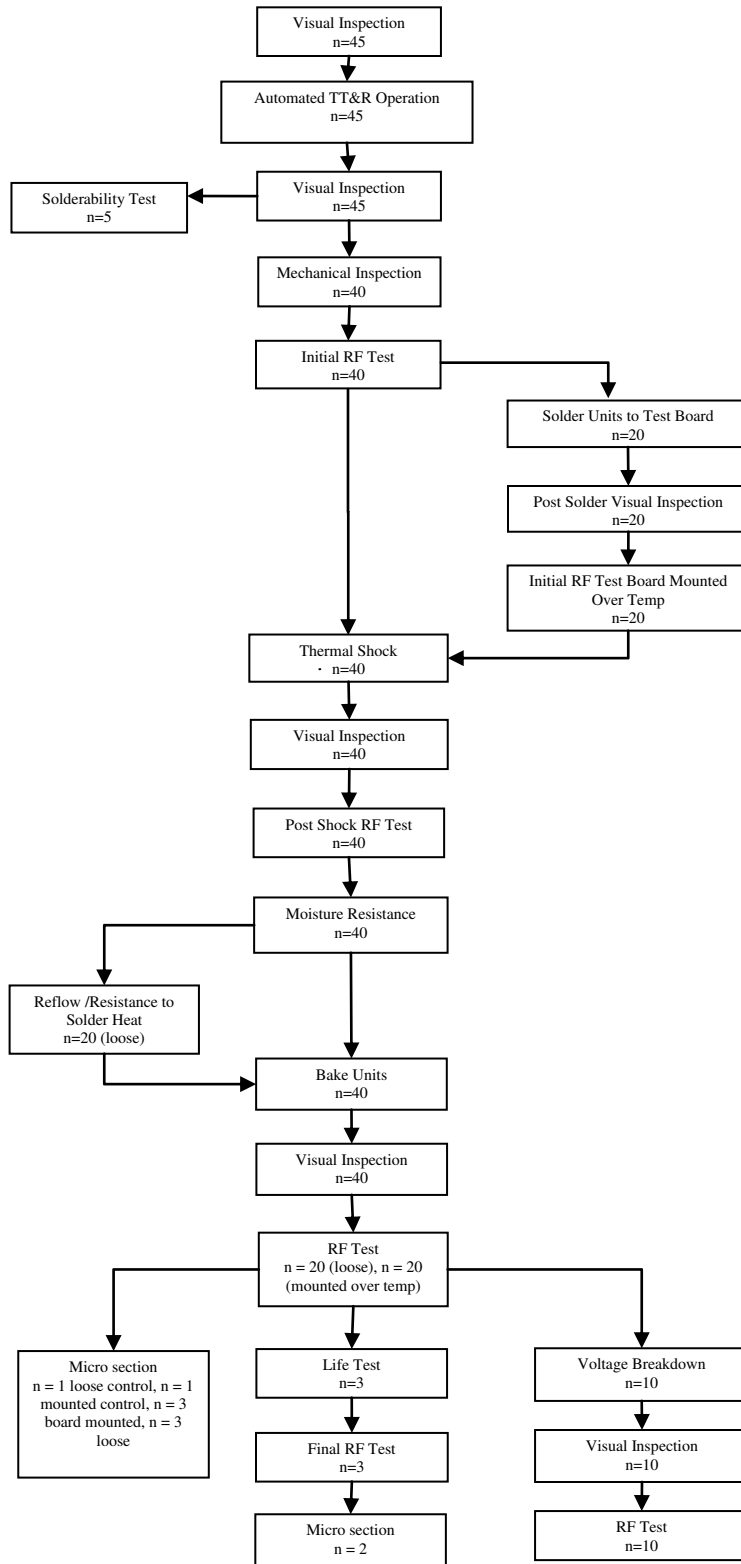 Visual Inspection
n=45
Automated TT&R Operation
n=45
Visual Inspection
n=45
Solderability Test
n=5
Mechanical Inspection
n=40
Initial RF Test
n=40
Solder Units to Test Board
n=20
Post Solder Visual Inspection
n=20
Initial RF Test Board Mounted
Over Temp
n=20
Thermal Shock
· n=40
Visual Inspection
n=40
Post Shock RF Test
n=40
Moisture Resistance
n=40
Reflow /Resistance to
Solder Heat
n=20 (loose)
Bake Units
n=40
Visual Inspection
n=40
RF Test
n = 20 (loose), n = 20
(mounted over temp)
Micro section
n = 1 loose control, n = 1
mounted control, n = 3
board mounted, n = 3
loose
Life Test
n=3
Final RF Test
n=3
Micro section
n = 2
Voltage Breakdown
n=10
Visual Inspection
n=10
RF Test
n=10